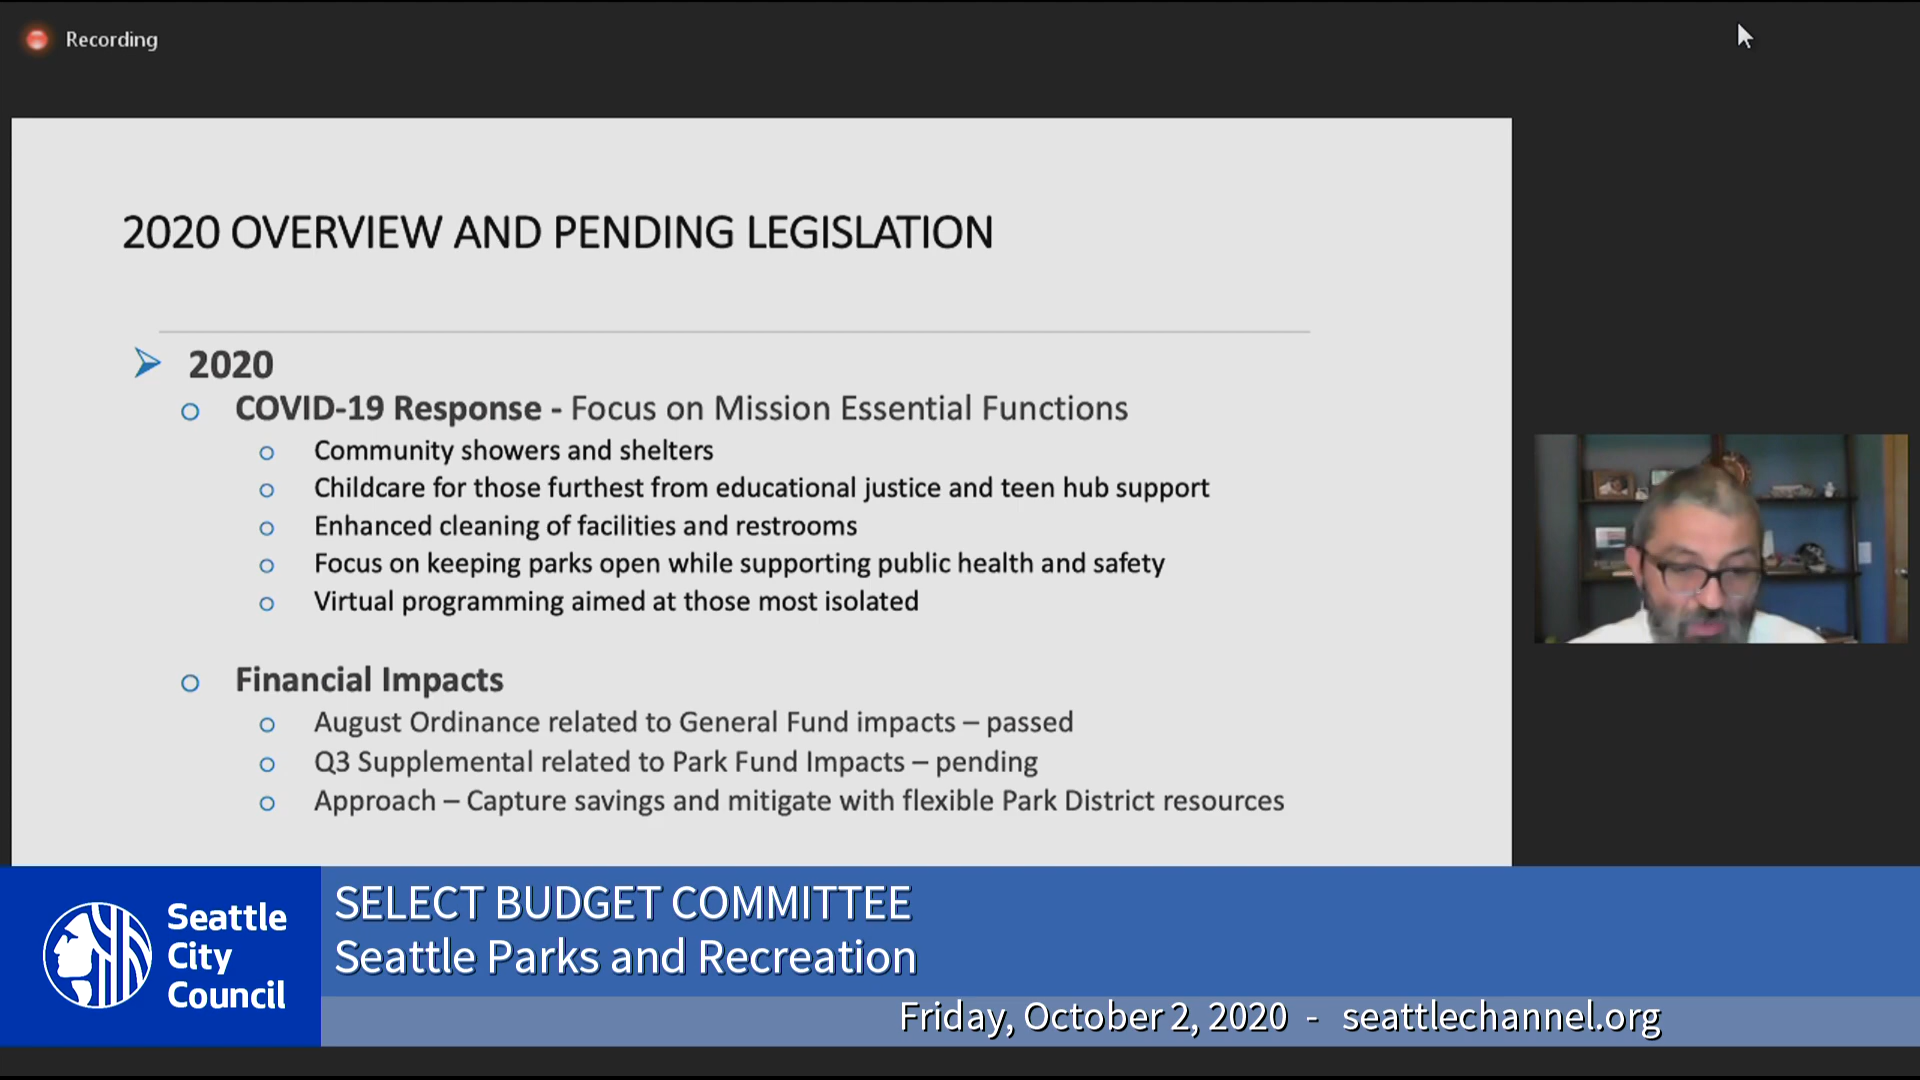 Recording
2020 OVERVIEW AND PENDING LEGISLATION
2020
COVID-19 Response - Focus on Mission Essential Functions
Community showers and shelters
Childcare for those furthest from educational justice and teen hub support
Enhanced cleaning of facilities and restrooms
Focus on keeping parks open while supporting public health and safety
Virtual programming aimed at those most isolated
Financial Impacts
August Ordinance related to General Fund impacts – passed
Q3 Supplemental related to Park Fund Impacts – pending
Approach – Capture savings and mitigate with flexible Park District resources
Seattle
City
Council
SELECT BUDGET COMMITTEE
Seattle Parks and Recreation
Friday, October 2, 2020 - seattlechannel.org